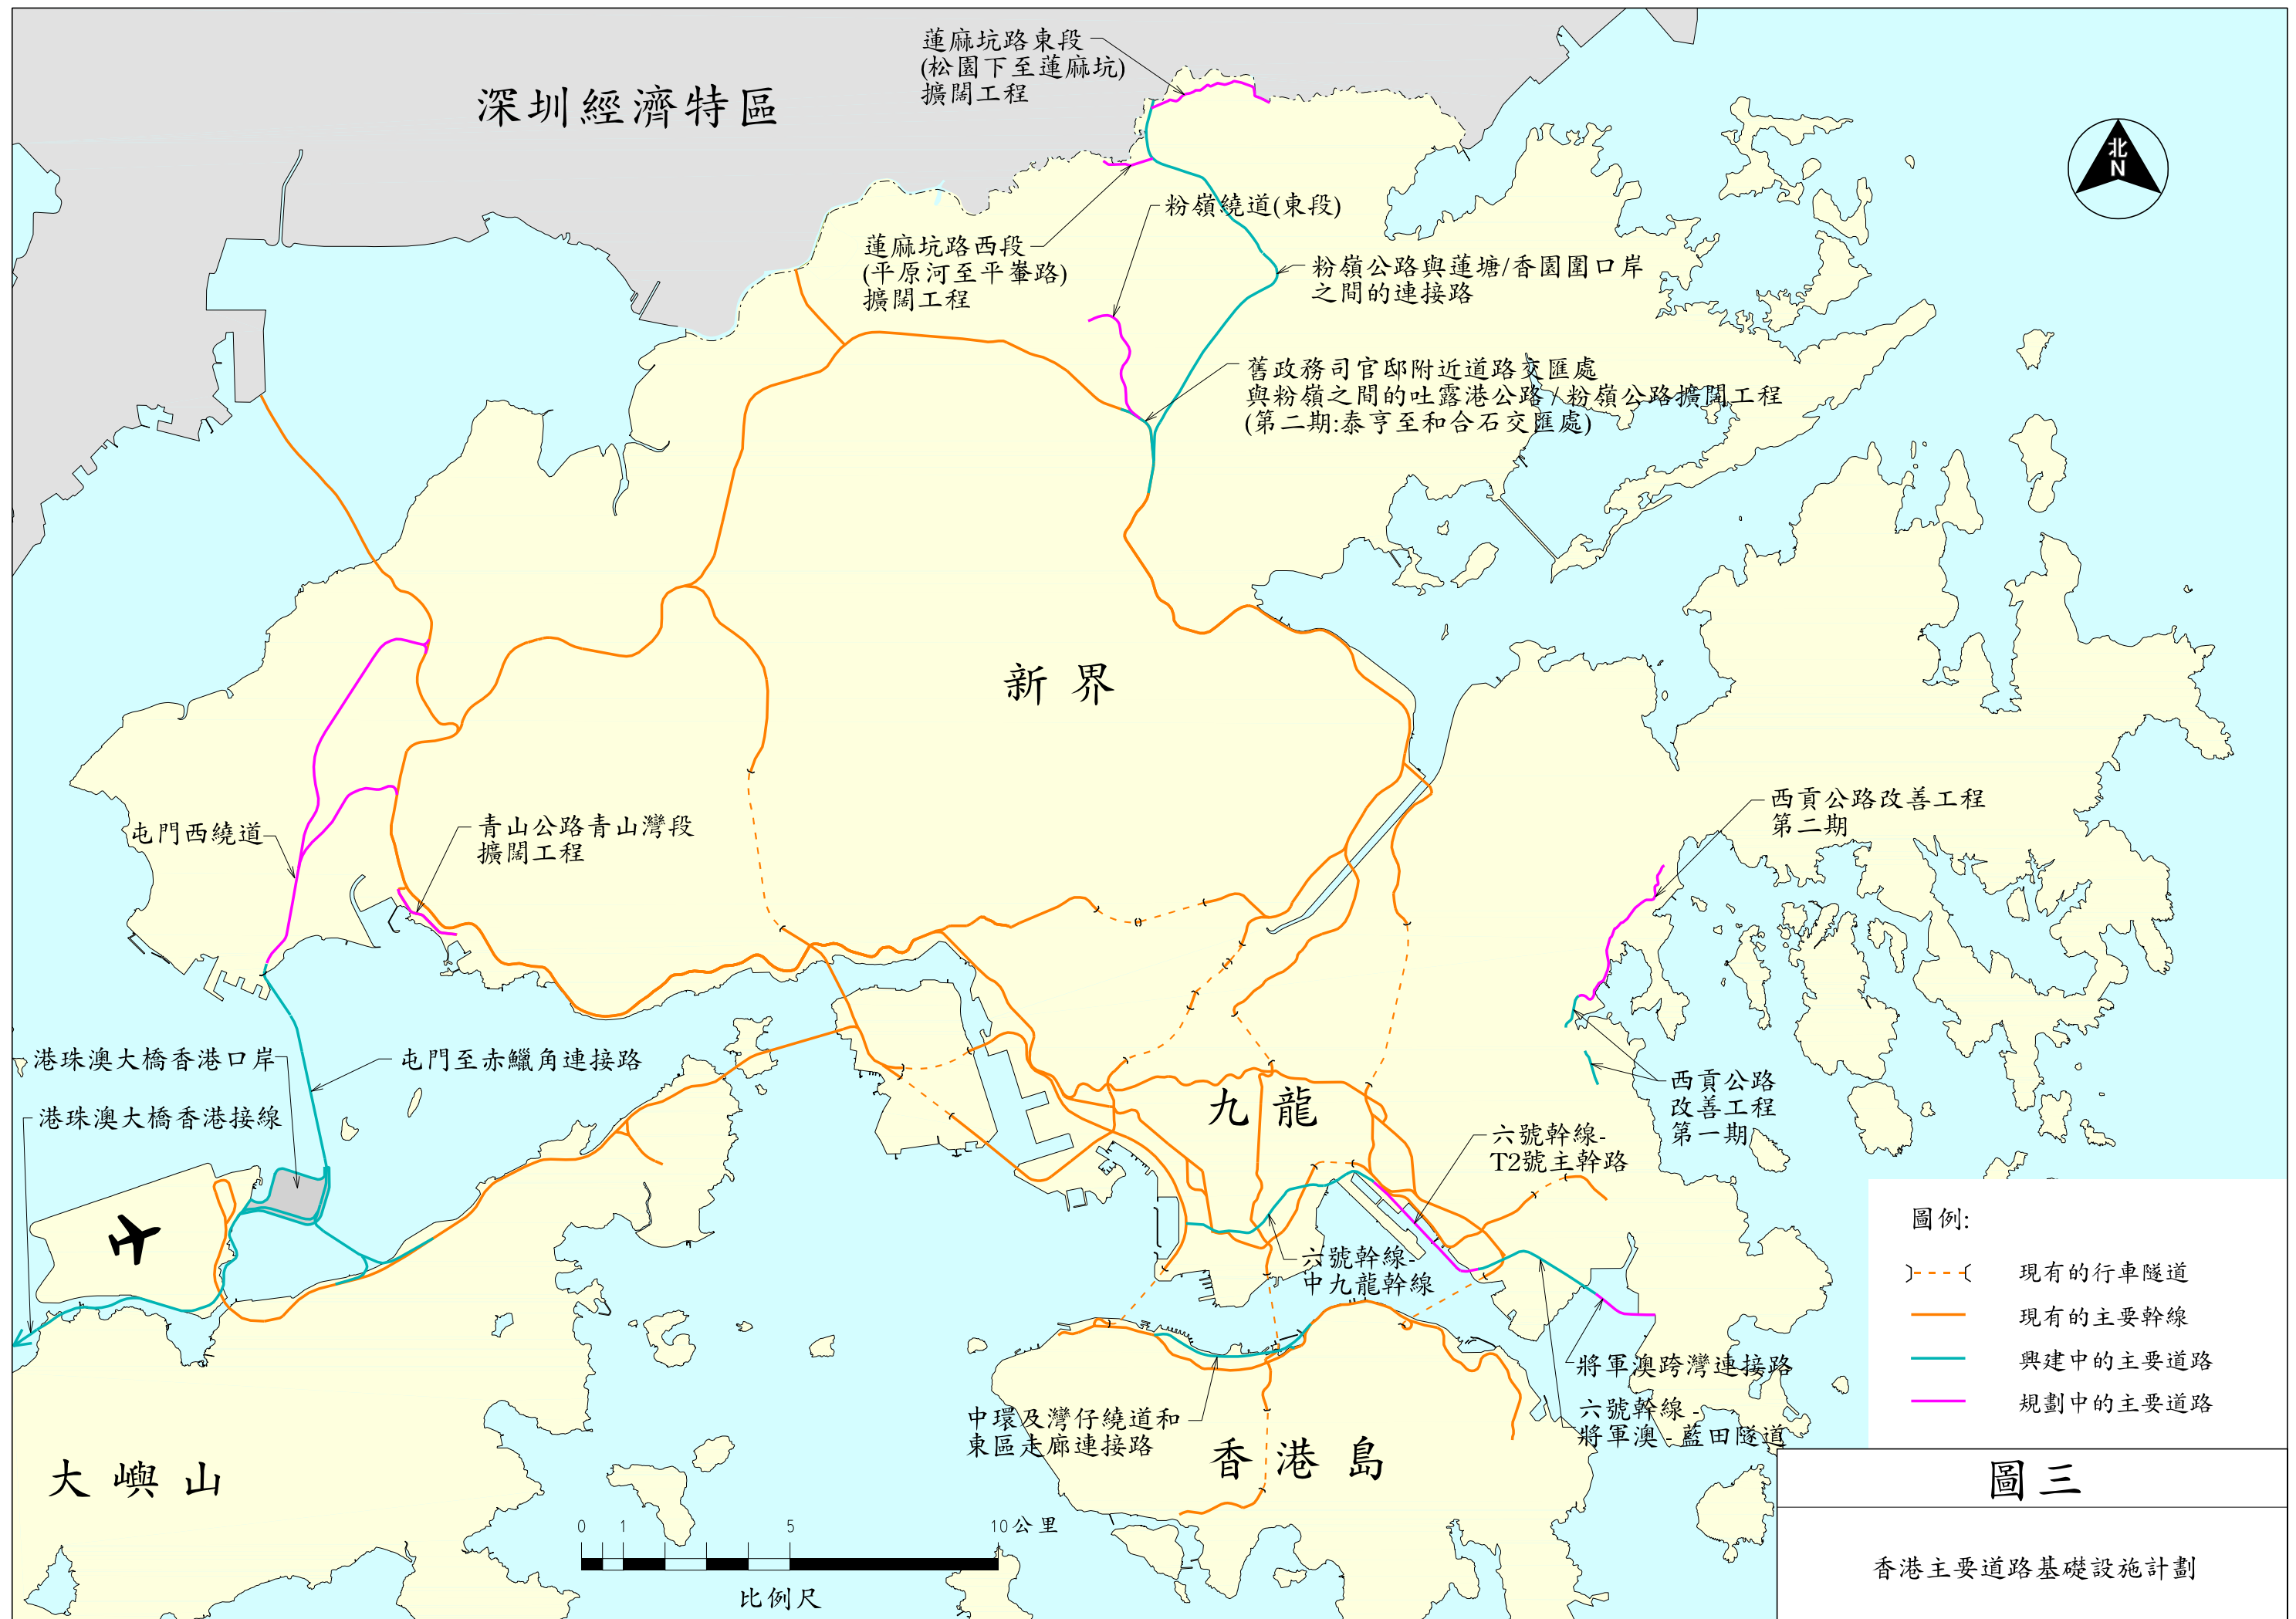 蓮麻坑路東段
(松園下至蓮麻坑)
擴闊工程
深圳經濟特區
北
N
粉嶺繞道(東段)
蓮麻坑路西段
(平原河至平輋路)
擴闊工程
粉嶺公路與蓮塘/香園圍口岸
之間的連接路
舊政務司官邸附近道路交匯處
與粉嶺之間的吐露港公路 / 粉嶺公路擴闊工程
(第二期:泰亨至和合石交匯處)
新界
西貢公路改善工程
第二期
屯門西繞道
青山公路青山灣段
擴闊工程
港珠澳大橋香港口岸
屯門至赤鱲角連接路
港珠澳大橋香港接線
九龍
西貢公路
改善工程
第一期
六號幹線-
T2號主幹路
六號幹線-
中九龍幹線
將軍澳跨灣連接路
六號幹線 -
將軍澳 - 藍田隧道
中環及灣仔繞道和
東區走廊連接路
香港島
大嶼山
0 1 5 10公里
比例尺
圖例:
現有的行車隧道
現有的主要幹線
興建中的主要道路
規劃中的主要道路
圖三
香港主要道路基礎設施計劃